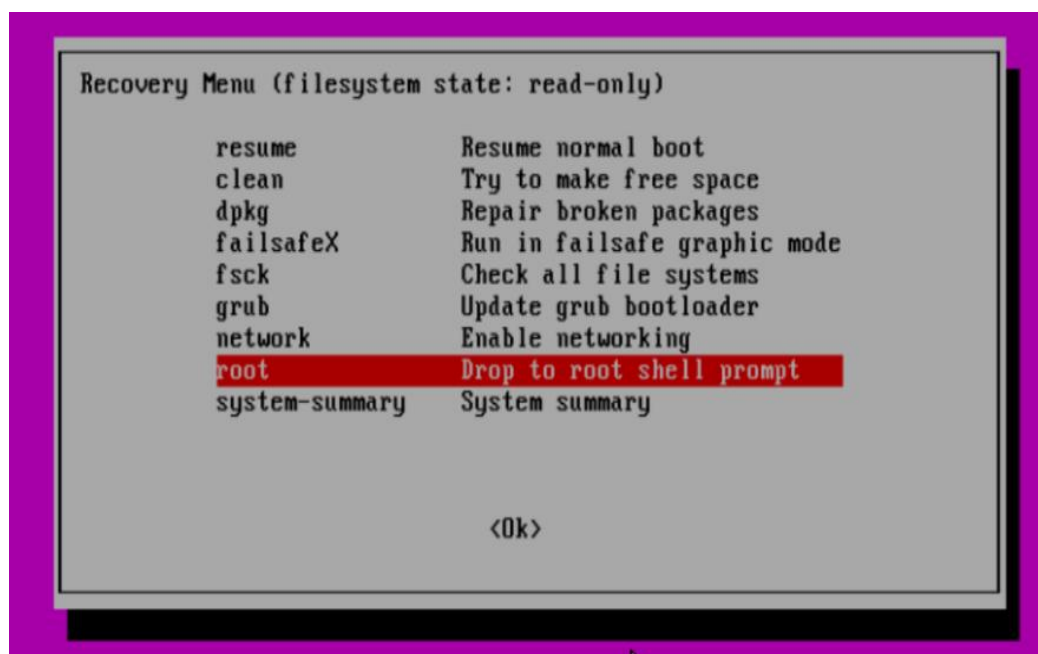 Recovery Menu (filesystem state: read-only)
resume Resume normal boot
clean Try to make free space
dpkg Repair broken packages
failsafeX Run in failsafe graphic mode
fsck Check all file systems
grub Update grub bootloader
network Enable networking
root Drop to root shell prompt
system-summary System summary
<Ok>